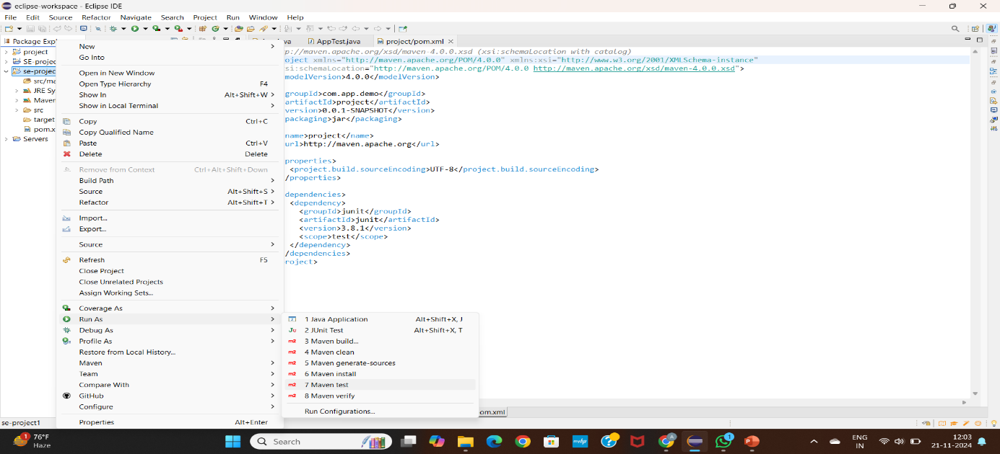 eclipse-workspace - Eclipse IDE
File Edit Source Refactor Navigate Search Project Run Window Help
Package Exp
va AppTest.java project/pom.xml
project
SE-projec
se-projec
src/ma
JRE Sy
Maven
src
target
pom.x
Servers
New
Go Into
Open in New Window
Open Type Hierarchy F4
Show In Alt+Shift+W >
Show in Local Terminal >
Copy Ctrl+C
Copy Qualified Name
Paste Ctrl+V
Delete Delete
Remove from Context Ctrl+Alt+Shift+Down
Build Path >
Source Alt+Shift+S >
Refactor Alt+Shift+T >
Import...
Export...
Source >
Refresh F5
Close Project
Close Unrelated Projects
Assign Working Sets...
Coverage As >
Run As >
Debug As >
Profile As >
Restore from Local History...
Maven >
Team >
Compare With >
GitHub >
Configure >
Properties Alt+Enter
1 Java Application Alt+Shift+X, J
2 JUnit Test Alt+Shift+X, T
3 Maven build...
4 Maven clean
5 Maven generate-sources
6 Maven install
7 Maven test
8 Maven verify
Run Configurations...
p://maven.apache.org/xsd/maven-4.0.0.xsd (xsi:schemaLocation with catalog)
oject xmlns="http://maven.apache.org/POM/4.0.0" xmlns:xsi="http://www.w3.org/2001/XMLSchema-instance"
si:schemaLocation="http://maven.apache.org/POM/4.0.0 http://maven.apache.org/xsd/maven-4.0.0.xsd">
modelVersion>4.0.0</modelVersion>
groupId>com.app.demo</groupId>
artifactId>project</artifactId>
version>0.0.1-SNAPSHOT</version>
packaging>jar</packaging>
name>project</name>
url>http://maven.apache.org</url>
properties>
<project.build.sourceEncoding>UTF-8</project.build.sourceEncoding>
/properties>
dependencies>
<dependency>
<groupId>junit</groupId>
<artifactId>junit</artifactId>
<version>3.8.1</version>
<scope>test</scope>
</dependency>
/dependencies>
roject>
om.xml
se-project1
1 76°F
Haze
Search
ENG
IN
12:03
21-11-2024